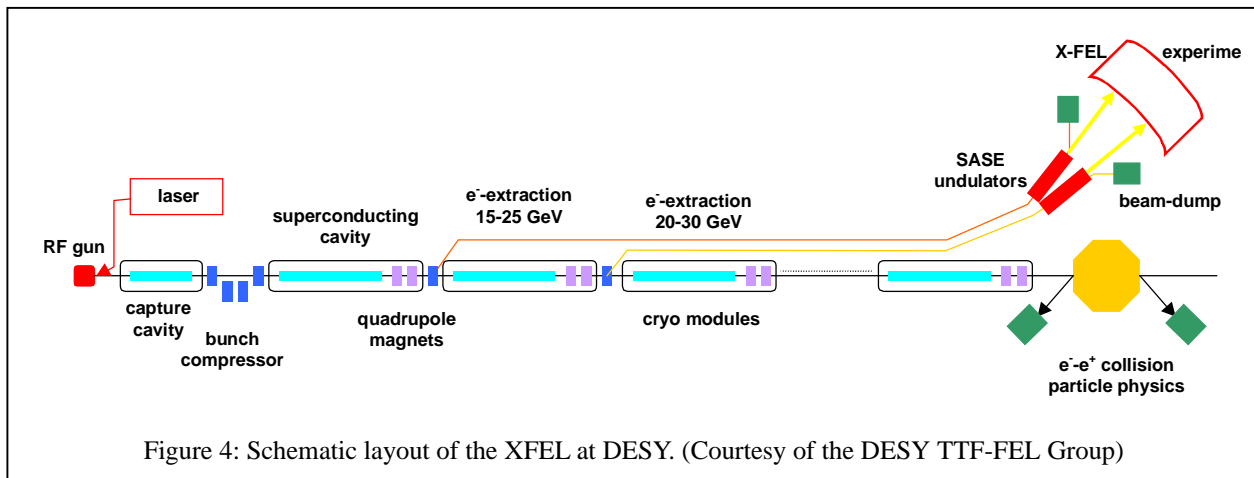 X-FEL
experime
laser
RF gun
superconducting
cavity
e⁻-extraction
15-25 GeV
e⁻-extraction
20-30 GeV
SASE
undulators
beam-dump
capture
cavity
bunch
compressor
quadrupole
magnets
cryo modules
e⁻-e⁺ collision
particle physics
Figure 4: Schematic layout of the XFEL at DESY. (Courtesy of the DESY TTF-FEL Group)